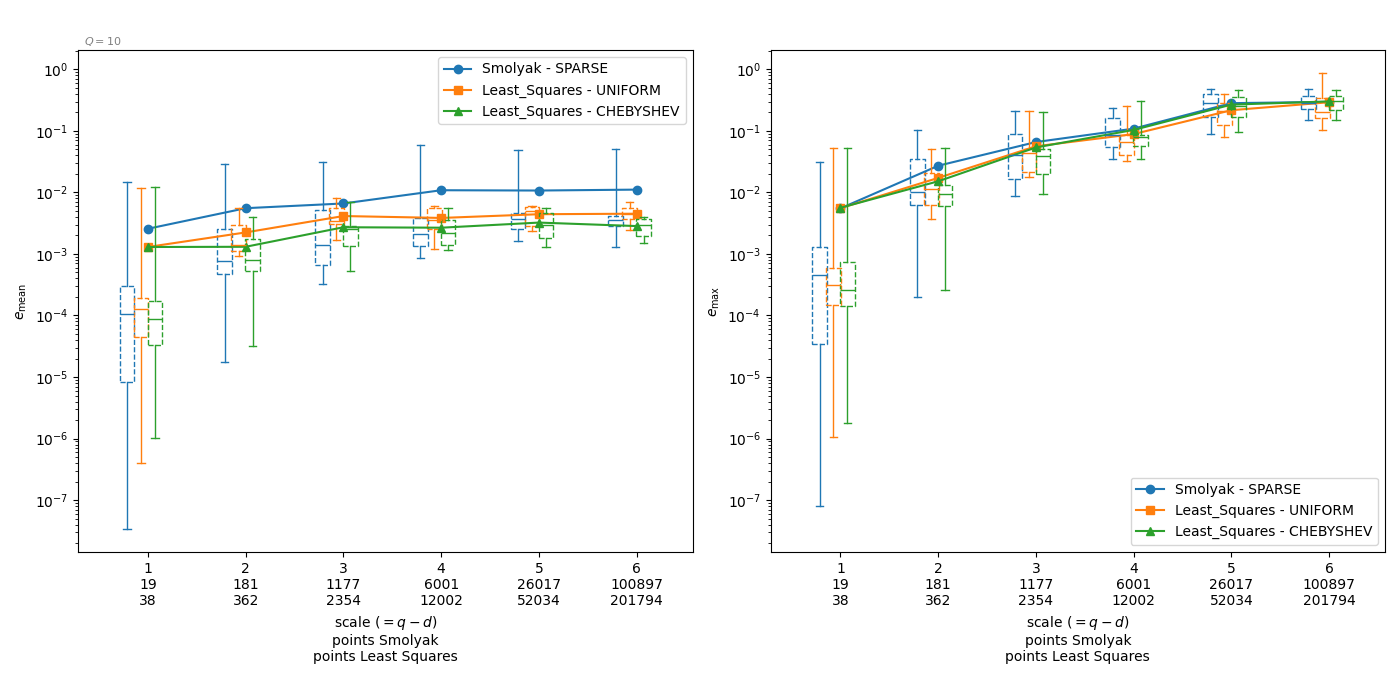 Q = 10
10^0
10^-1
10^-2
10^-3
10^-4
10^-5
10^-6
10^-7
e_mean
Smolyak - SPARSE
Least_Squares - UNIFORM
Least_Squares - CHEBYSHEV
1 2 3 4 5 6
19 181 1177 6001 26017 100897
38 362 2354 12002 52034 201794
scale (= q − d)
points Smolyak
points Least Squares
10^0
10^-1
10^-2
10^-3
10^-4
10^-5
10^-6
10^-7
e_max
Smolyak - SPARSE
Least_Squares - UNIFORM
Least_Squares - CHEBYSHEV
1 2 3 4 5 6
19 181 1177 6001 26017 100897
38 362 2354 12002 52034 201794
scale (= q − d)
points Smolyak
points Least Squares